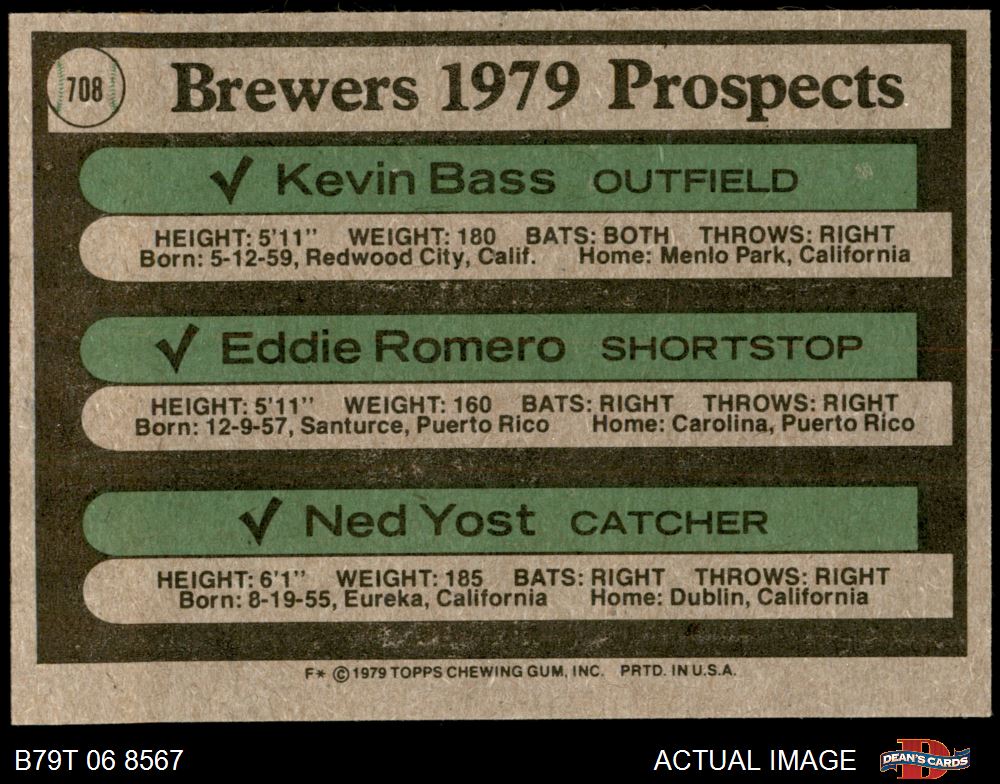 708
Brewers 1979 Prospects
✓ Kevin Bass OUTFIELD
HEIGHT: 5'11" WEIGHT: 180 BATS: BOTH THROWS: RIGHT
Born: 5-12-59, Redwood City, Calif. Home: Menlo Park, California
✓ Eddie Romero SHORTSTOP
HEIGHT: 5'11" WEIGHT: 160 BATS: RIGHT THROWS: RIGHT
Born: 12-9-57, Santurce, Puerto Rico Home: Carolina, Puerto Rico
✓ Ned Yost CATCHER
HEIGHT: 6'1" WEIGHT: 185 BATS: RIGHT THROWS: RIGHT
Born: 8-19-55, Eureka, California Home: Dublin, California
F* © 1979 TOPPS CHEWING GUM, INC. PRTD. IN U.S.A.
B79T 06 8567 ACTUAL IMAGE DEAN'S CARDS